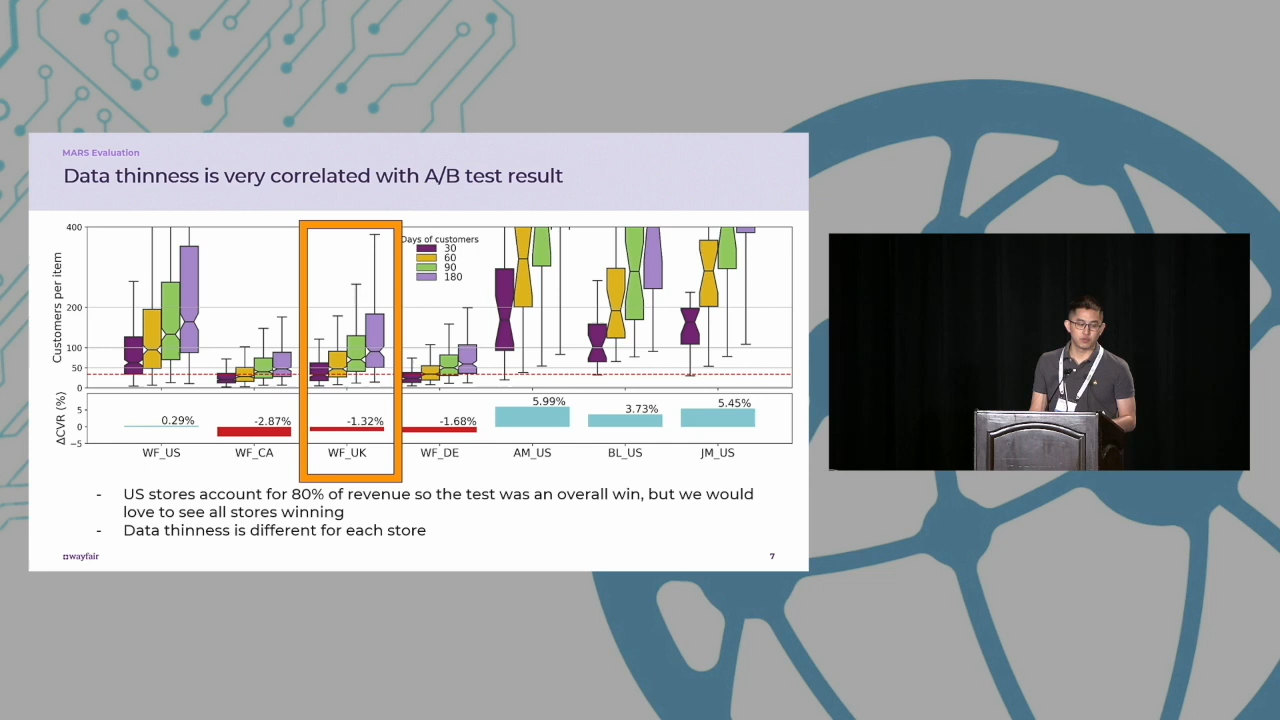 MARS Evaluation
Data thinness is very correlated with A/B test result
400
200
100
50
0
Customers per item
Days of customers
30
60
90
180
5
0
−5
ΔCVR (%)
0.29%
-2.87%
-1.32%
-1.68%
5.99%
3.73%
5.45%
WF_US
WF_CA
WF_UK
WF_DE
AM_US
BL_US
JM_US
- US stores account for 80% of revenue so the test was an overall win, but we would
love to see all stores winning
- Data thinness is different for each store
wayfair
7